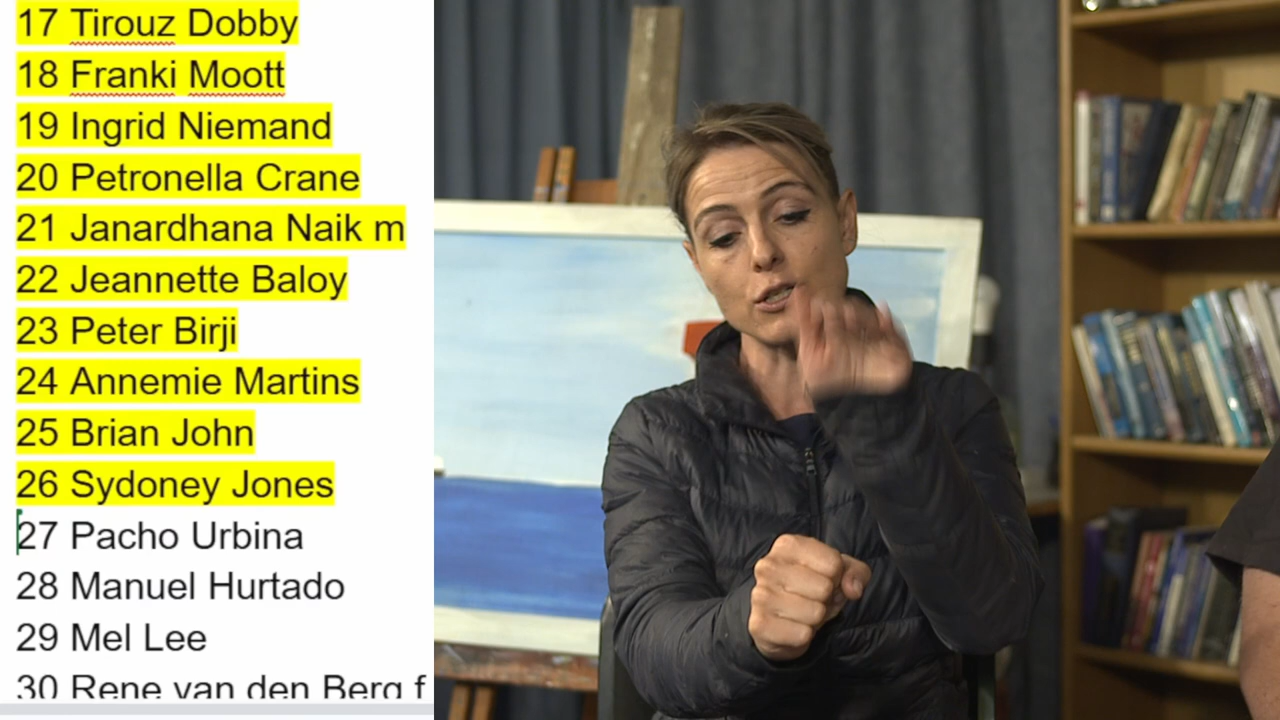 17 Tirouz Dobby
18 Franki Moott
19 Ingrid Niemand
20 Petronella Crane
21 Janardhana Naik m
22 Jeannette Baloy
23 Peter Birji
24 Annemie Martins
25 Brian John
26 Sydoney Jones
27 Pacho Urbina
28 Manuel Hurtado
29 Mel Lee
30 Rene van den Berg f